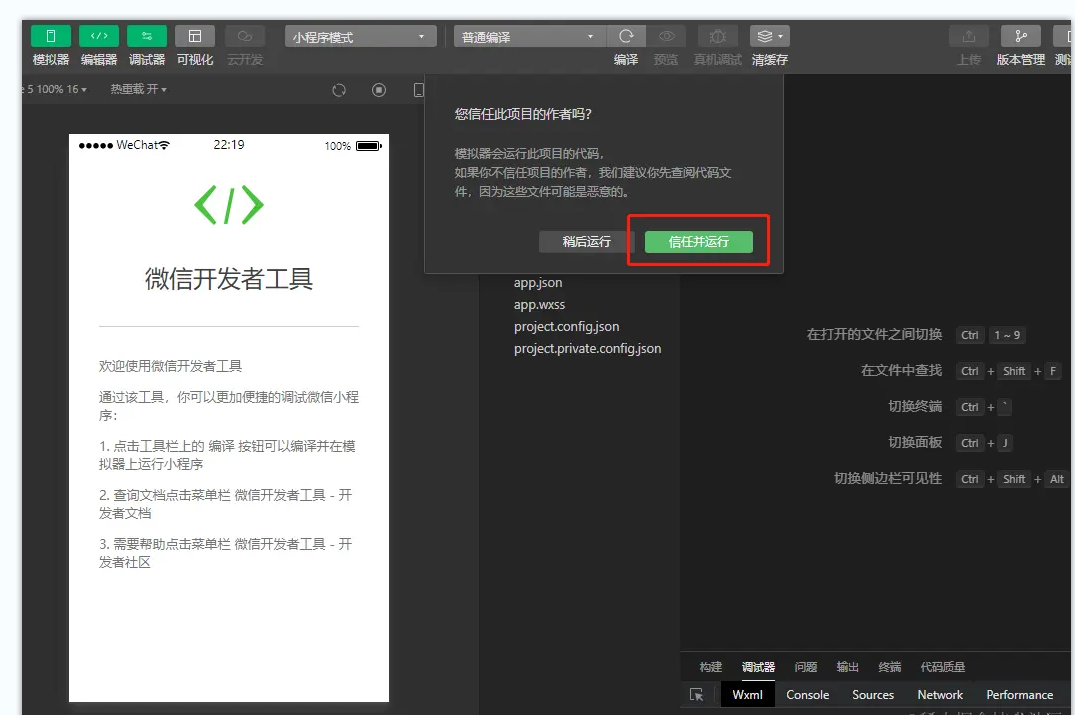 小程序模式
普通编译
模拟器 编辑器 调试器 可视化 云开发 编译 预览 真机调试 清缓存 上传 版本管理
5 100% 16 热重载 开
●●●●● WeChat 22:19 100%
</>
微信开发者工具
欢迎使用微信开发者工具
通过该工具，你可以更加便捷的调试微信小程
序：
1. 点击工具栏上的 编译 按钮可以编译并在模
拟器上运行小程序
2. 查询文档点击菜单栏 微信开发者工具 - 开
发者文档
3. 需要帮助点击菜单栏 微信开发者工具 - 开
发者社区
您信任此项目的作者吗?
模拟器会运行此项目的代码，
如果你不信任项目的作者，我们建议你先查阅代码文
件，因为这些文件可能是恶意的。
稍后运行 信任并运行
app.json
app.wxss
project.config.json
project.private.config.json
在打开的文件之间切换 Ctrl 1 ~ 9
在文件中查找 Ctrl + Shift + F
切换终端 Ctrl + `
切换面板 Ctrl + J
切换侧边栏可见性 Ctrl + Shift + Alt
构建 调试器 问题 输出 终端 代码质量
Wxml Console Sources Network Performance